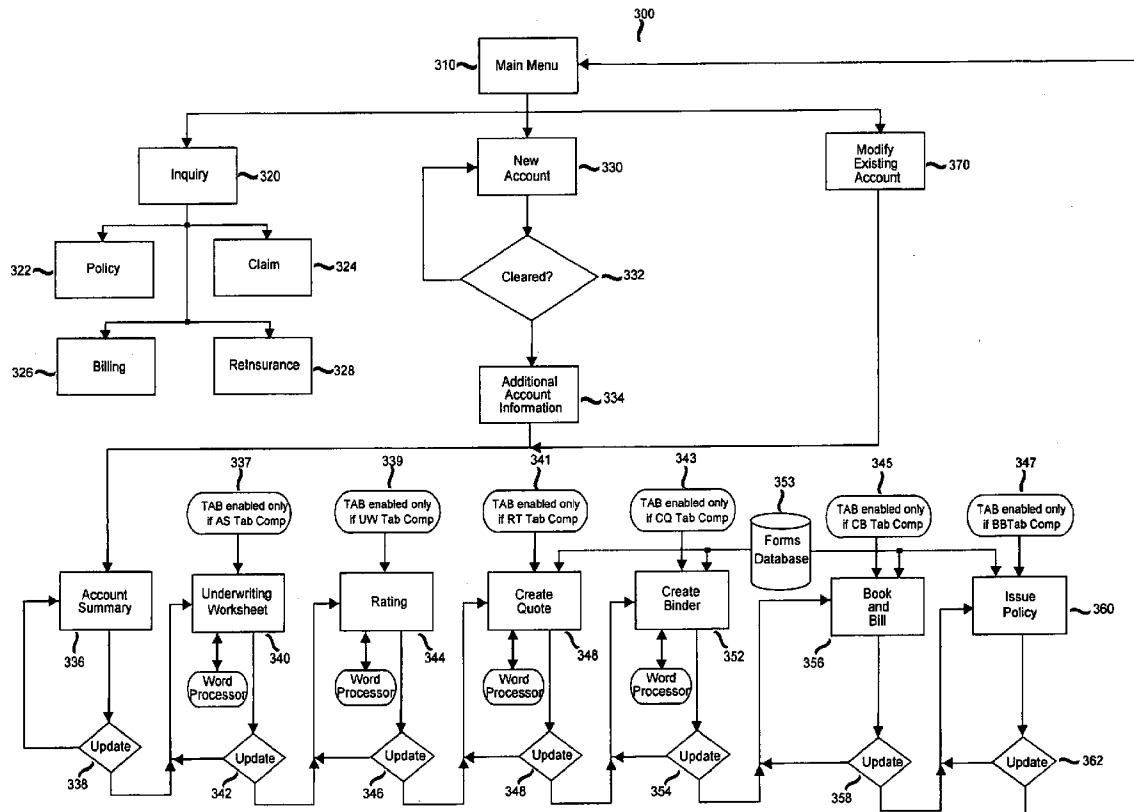 300
310
Main Menu
Inquiry
320
New
Account
330
Modify
Existing
Account
370
322
Policy
Claim
324
Cleared?
332
326
Billing
ReInsurance
328
Additional
Account
Information
334
337
339
341
343
353
345
347
TAB enabled only
if AS Tab Comp
TAB enabled only
if UW Tab Comp
TAB enabled only
if RT Tab Comp
TAB enabled only
if CQ Tab Comp
Forms
Database
TAB enabled only
if CB Tab Comp
TAB enabled only
if BBTab Comp
Account
Summary
336
Underwriting
Worksheet
340
Rating
344
Create
Quote
348
Create
Binder
352
Book
and
Bill
356
Issue
Policy
360
Word
Processor
Word
Processor
Word
Processor
Word
Processor
Update
338
Update
342
Update
346
Update
348
Update
354
Update
358
Update
362